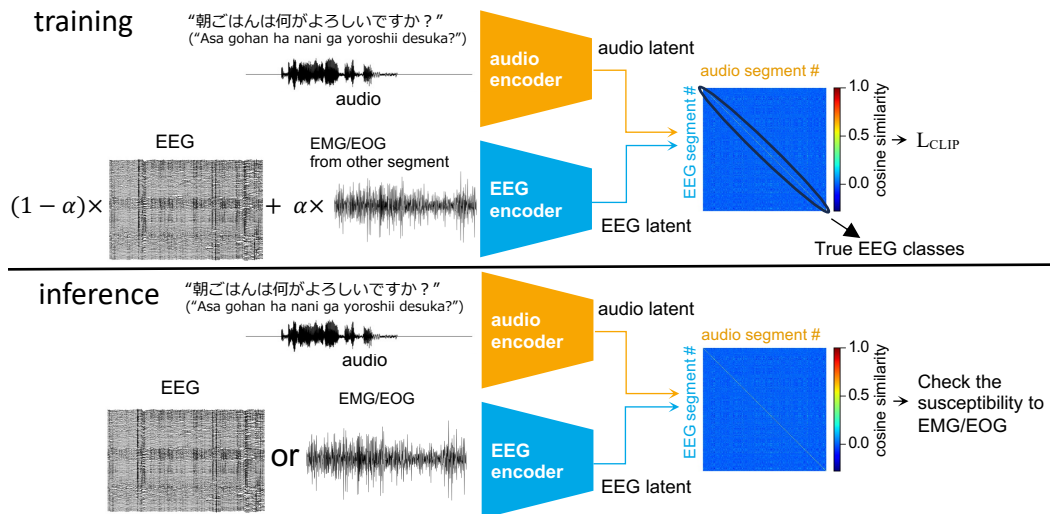 training
“朝ごはんは何がよろしいですか？”
(“Asa gohan ha nani ga yoroshii desuka?”)
audio
audio
encoder
audio latent
EEG
EMG/EOG
from other segment
(1 − α)×
+ α×
EEG
encoder
EEG latent
audio segment #
EEG segment #
1.0
0.5
0.0
cosine similarity
L_CLIP
True EEG classes
inference
“朝ごはんは何がよろしいですか？”
(“Asa gohan ha nani ga yoroshii desuka?”)
audio
audio
encoder
audio latent
EEG
or
EMG/EOG
EEG
encoder
EEG latent
audio segment #
EEG segment #
1.0
0.5
0.0
cosine similarity
Check the
susceptibility to
EMG/EOG